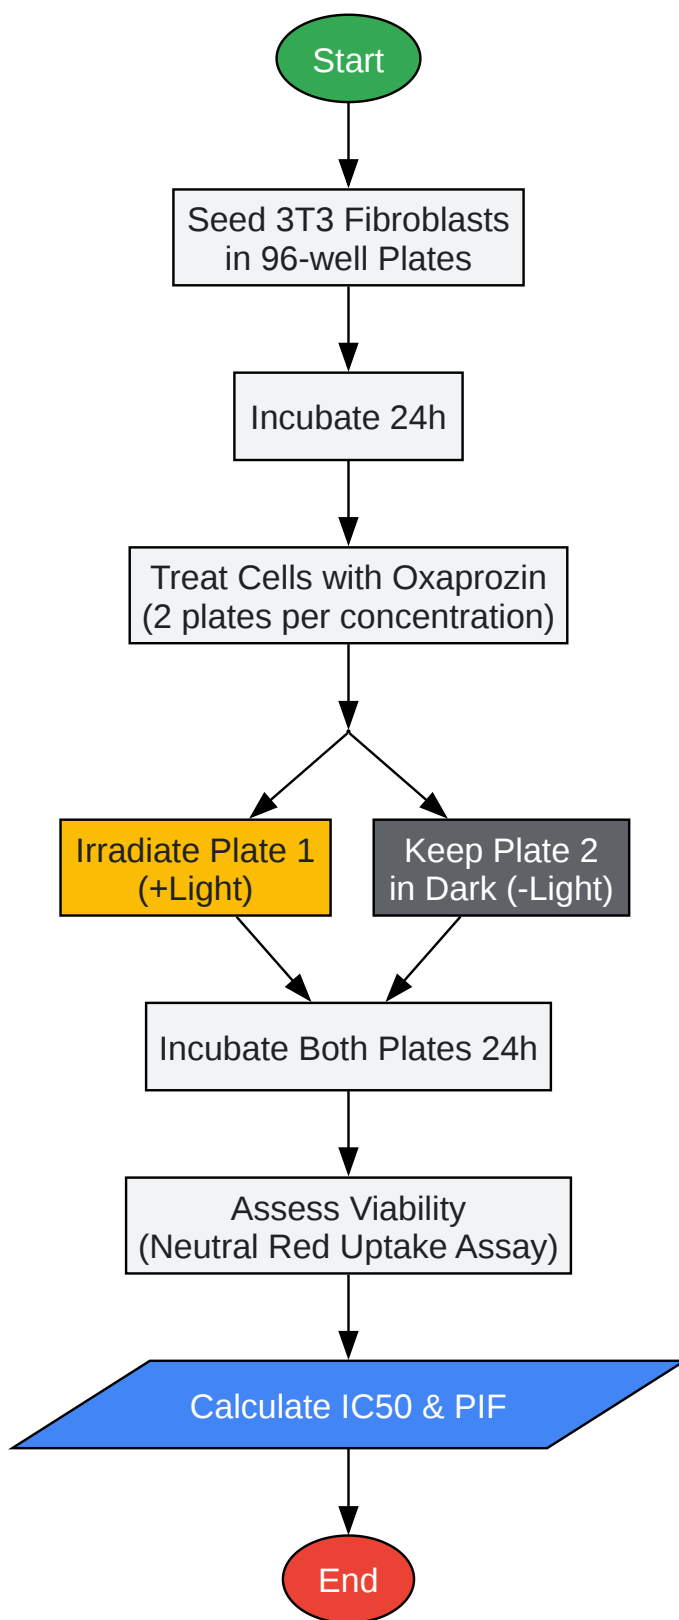 Start
Seed 3T3 Fibroblasts
in 96-well Plates
Incubate 24h
Treat Cells with Oxaprozin
(2 plates per concentration)
Irradiate Plate 1
(+Light)
Keep Plate 2
in Dark (-Light)
Incubate Both Plates 24h
Assess Viability
(Neutral Red Uptake Assay)
Calculate IC50 & PIF
End